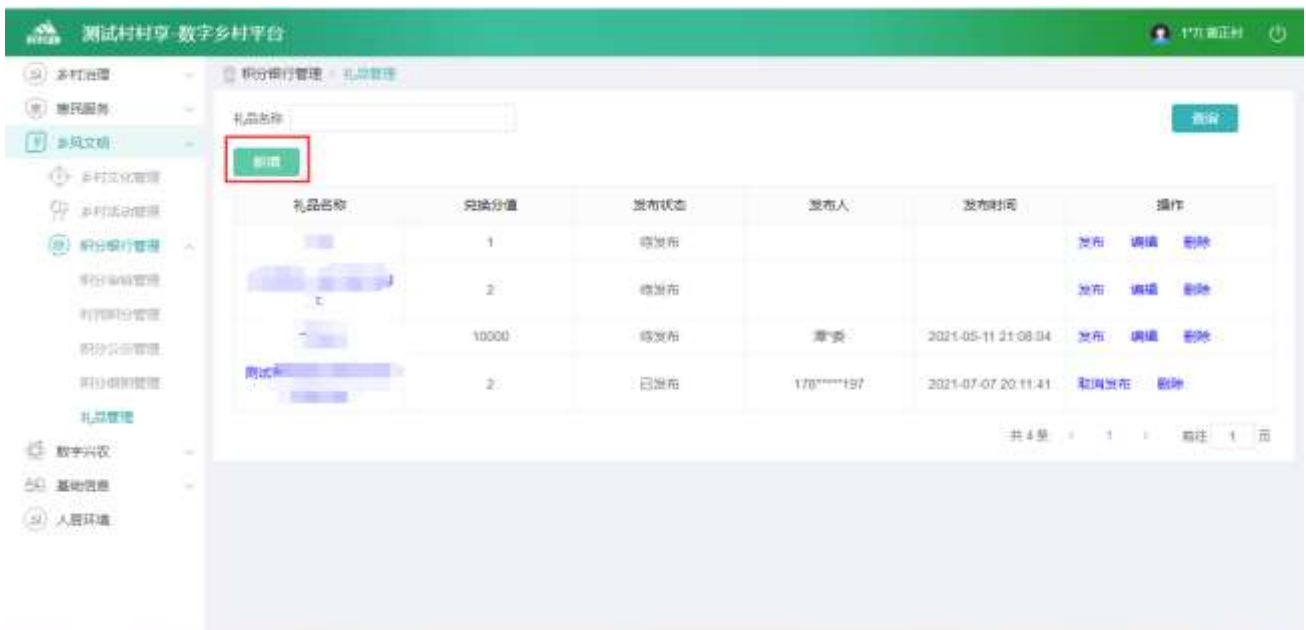 测试村村享·数字乡村平台
乡村治理
惠民服务
乡风文明
乡村文化管理
乡村活动管理
积分银行管理
积分审核管理
积分公示管理
积分细则管理
礼品管理
数字兴农
基础信息
人居环境
积分银行管理 礼品管理
礼品名称
查询
新增
礼品名称 兑换分值 发布状态 发布人 发布时间 操作
1 待发布 发布 编辑 删除
2 待发布 发布 编辑 删除
10000 待发布 2021-05-11 21:08:04 发布 编辑 删除
测试 2 已发布 178*****197 2021-07-07 20:11:41 取消发布 删除
共 4 条 1 前往 1 页